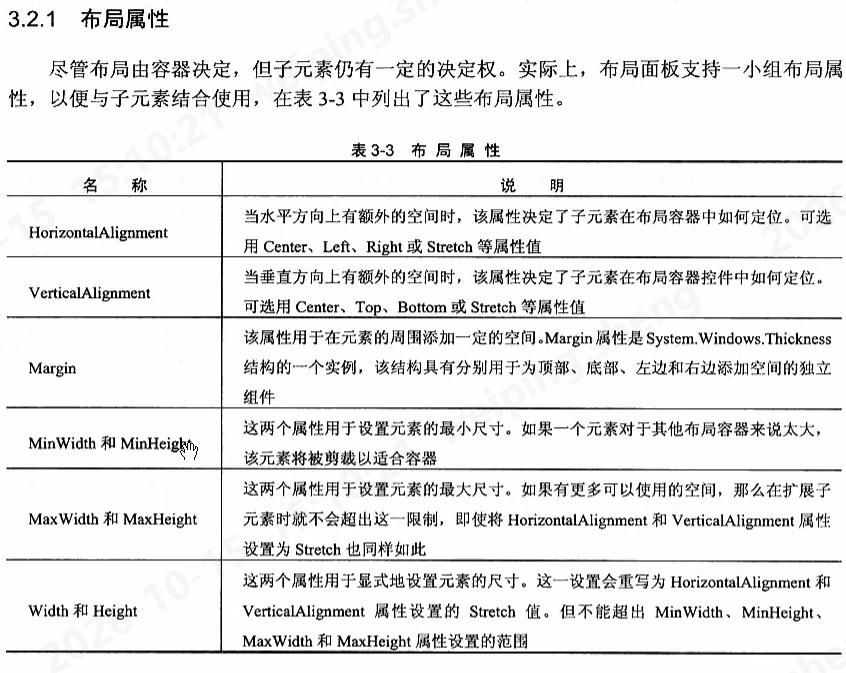 3.2.1 布局属性
尽管布局由容器决定，但子元素仍有一定的决定权。实际上，布局面板支持一小组布局属
性，以便与子元素结合使用，在表 3-3 中列出了这些布局属性。
表 3-3 布 局 属 性
名 称 说 明
HorizontalAlignment
当水平方向上有额外的空间时，该属性决定了子元素在布局容器中如何定位。可选
用 Center、Left、Right 或 Stretch 等属性值
VerticalAlignment
当垂直方向上有额外的空间时，该属性决定了子元素在布局容器控件中如何定位。
可选用 Center、Top、Bottom 或 Stretch 等属性值
Margin
该属性用于在元素的周围添加一定的空间。Margin 属性是 System.Windows.Thickness
结构的一个实例，该结构具有分别用于为顶部、底部、左边和右边添加空间的独立
组件
MinWidth 和 MinHeight
这两个属性用于设置元素的最小尺寸。如果一个元素对于其他布局容器来说太大，
该元素将被剪裁以适合容器
MaxWidth 和 MaxHeight
这两个属性用于设置元素的最大尺寸。如果有更多可以使用的空间，那么在扩展子
元素时就不会超出这一限制，即使将 HorizontalAlignment 和 VerticalAlignment 属性
设置为 Stretch 也同样如此
Width 和 Height
这两个属性用于显式地设置元素的尺寸。这一设置会重写为 HorizontalAlignment 和
VerticalAlignment 属性设置的 Stretch 值。但不能超出 MinWidth、MinHeight、
MaxWidth 和 MaxHeight 属性设置的范围